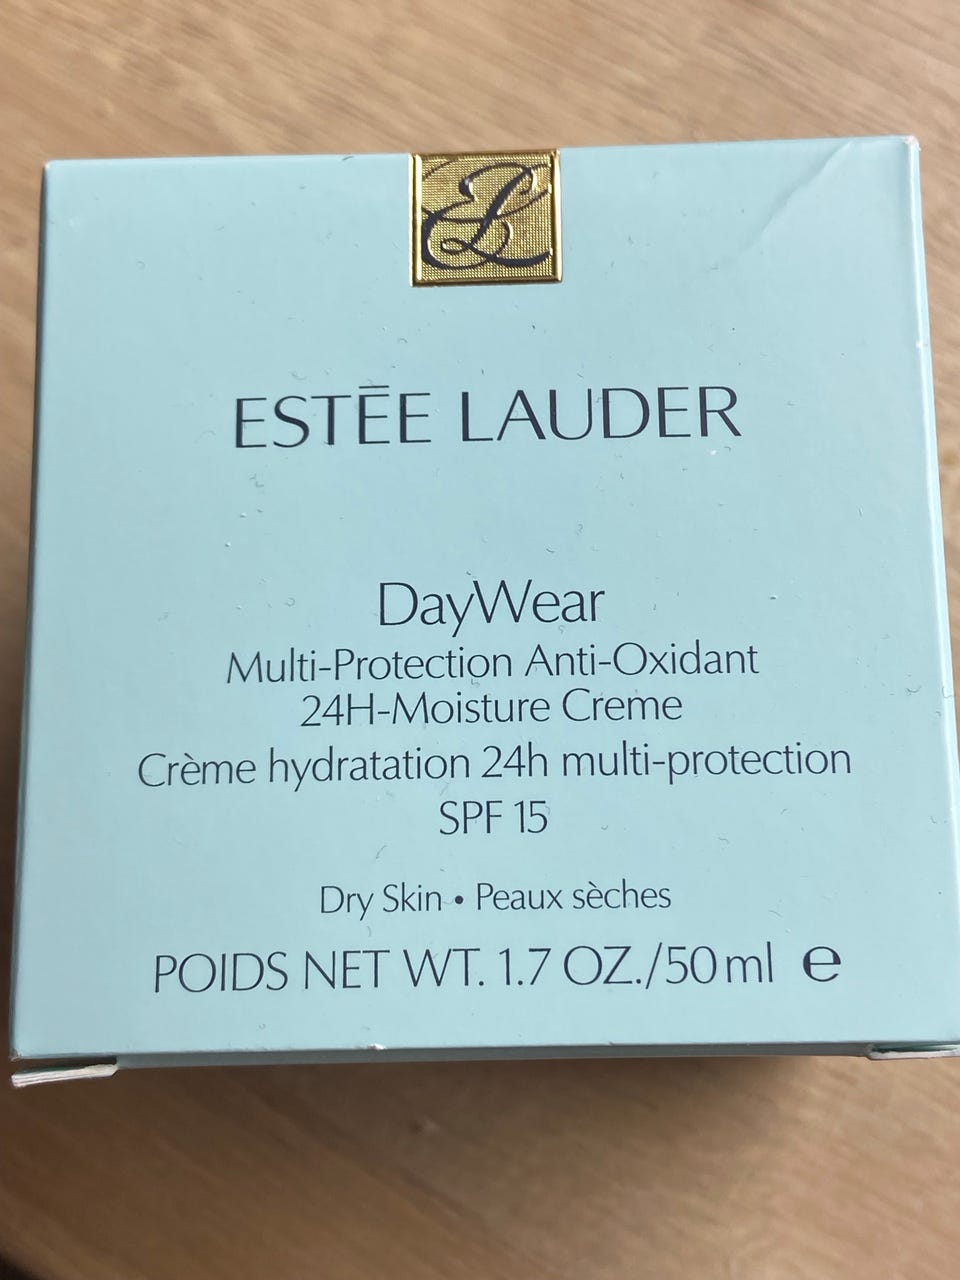 EL
ESTĒE LAUDER
DayWear
Multi-Protection Anti-Oxidant
24H-Moisture Creme
Crème hydratation 24h multi-protection
SPF 15
Dry Skin • Peaux sèches
POIDS NET WT. 1.7 OZ./50 ml ℮